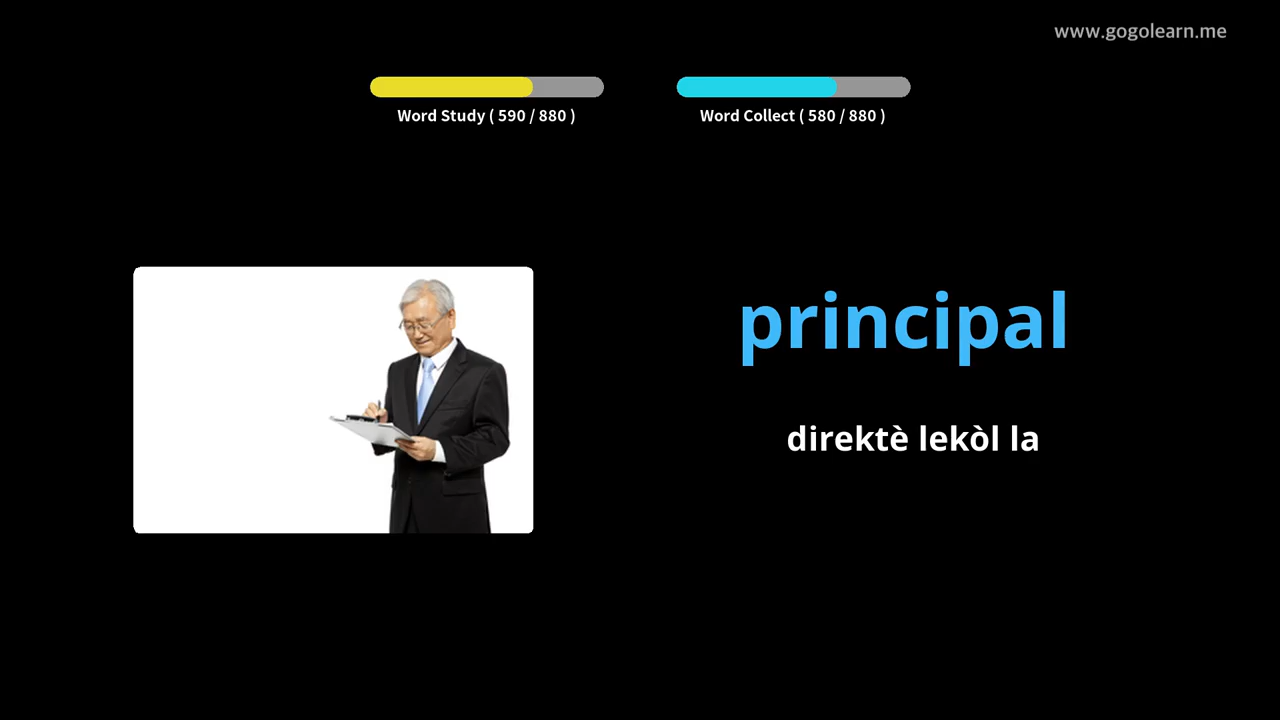 www.gogolearn.me
Word Study ( 590 / 880 )
Word Collect ( 580 / 880 )
principal
direktè lekòl la